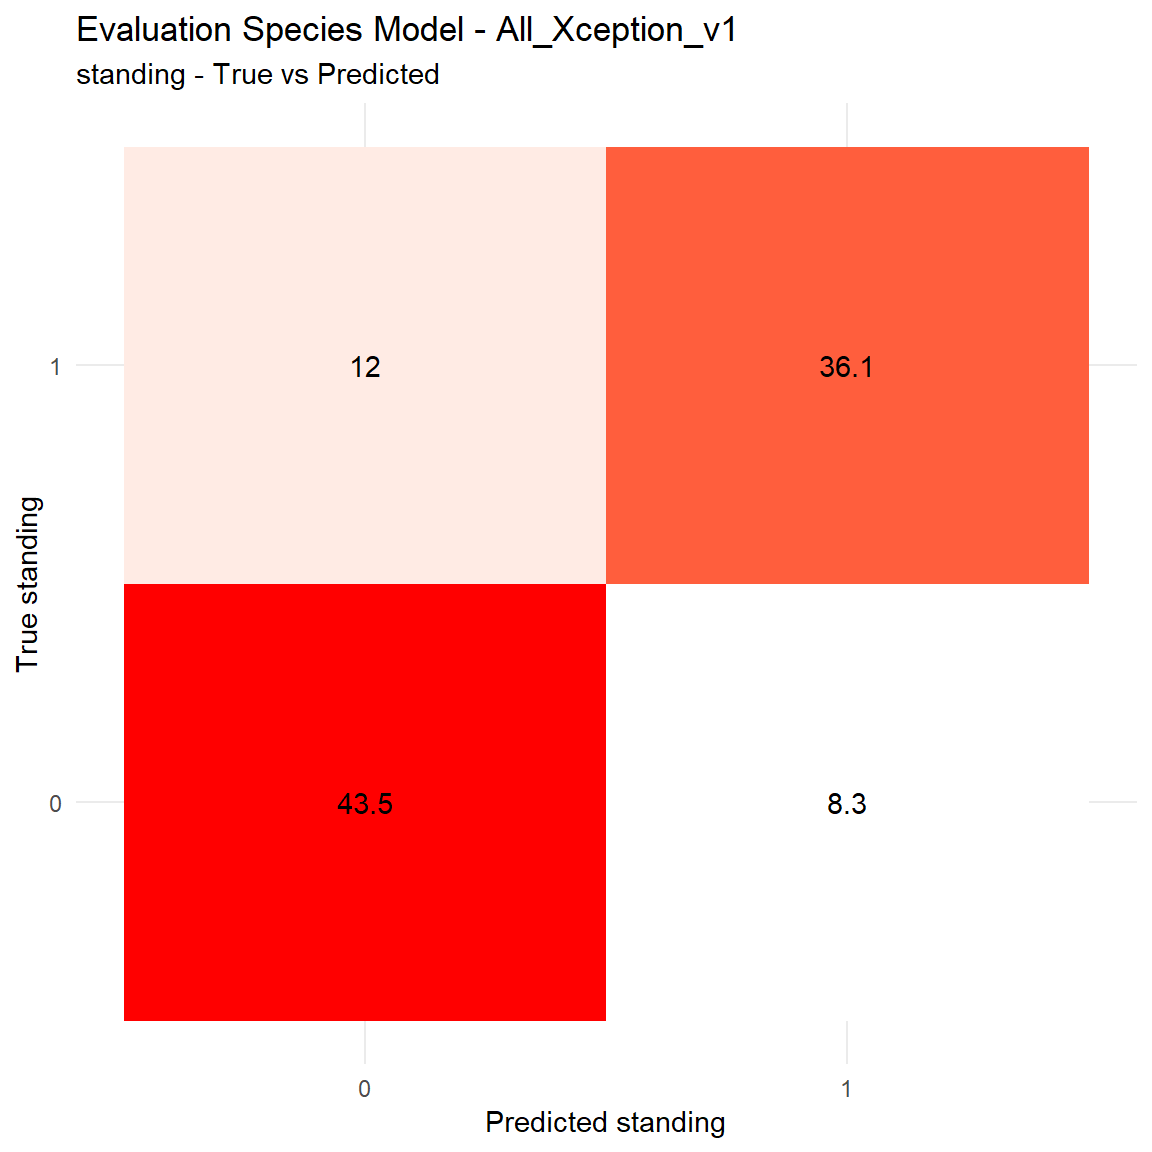 Evaluation Species Model - All_Xception_v1
standing - True vs Predicted
1
12
36.1
True standing
0
43.5
8.3
0
1
Predicted standing